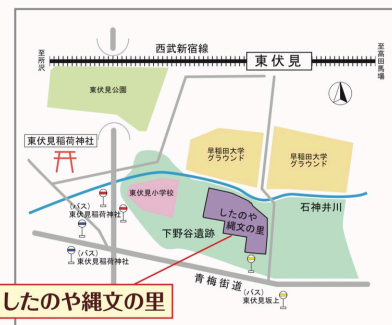 西武新宿線
東伏見
至所沢
至高田馬場
東伏見公園
東伏見稲荷神社
早稲田大学
グラウンド
早稲田大学
グラウンド
東伏見小学校
(バス)
東伏見稲荷神社
したのや
縄文の里
石神井川
下野谷遺跡
(バス)
東伏見稲荷神社
青梅街道
(バス)
東伏見坂上
したのや縄文の里